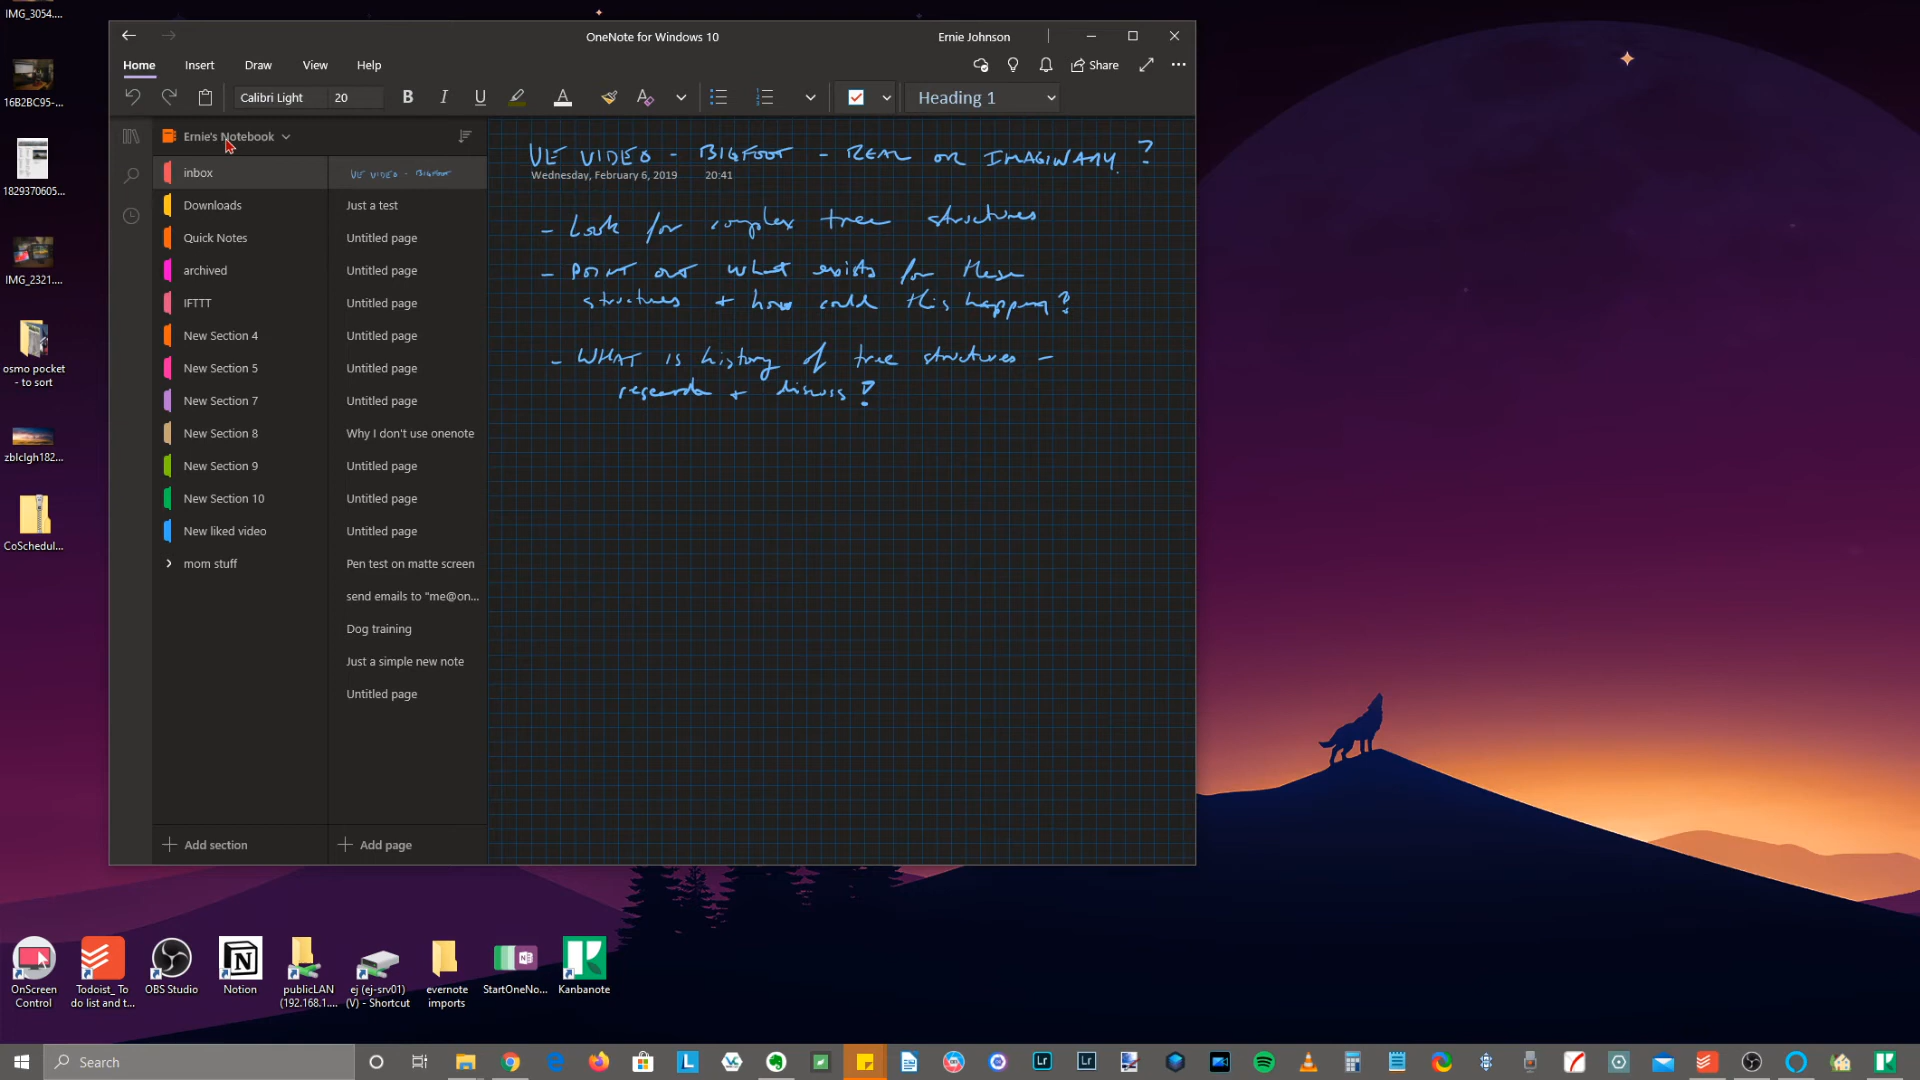 IMG_3054....
16B2BC95-...
1829370605...
IMG_2321....
osmo pocket
- to sort
zblclgh182...
CoSchedul...
OneNote for Windows 10
Ernie Johnson
Home
Insert
Draw
View
Help
Share
Calibri Light
20
B
I
U
A
Heading 1
Ernie's Notebook
inbox
Downloads
Quick Notes
archived
IFTTT
New Section 4
New Section 5
New Section 7
New Section 8
New Section 9
New Section 10
New liked video
mom stuff
Add section
VE VIDEO - BIGFOOT
Just a test
Untitled page
Untitled page
Untitled page
Untitled page
Untitled page
Untitled page
Why I don't use onenote
Untitled page
Untitled page
Untitled page
Pen test on matte screen
send emails to "me@on...
Dog training
Just a simple new note
Untitled page
Add page
VE VIDEO - BIGFOOT - REAL OR IMAGINARY ?
Wednesday, February 6, 2019 20:41
- Look for complex tree structures
- POINT OUT what exists for these
structures + how could this happing?
- WHAT is history of tree structures -
research + discuss?
OnScreen
Control
Todoist_ To
do list and t...
OBS Studio
Notion
publicLAN
(192.168.1....
ej (ej-srv01)
(V) - Shortcut
evernote
imports
StartOneNo...
Kanbanote
Search